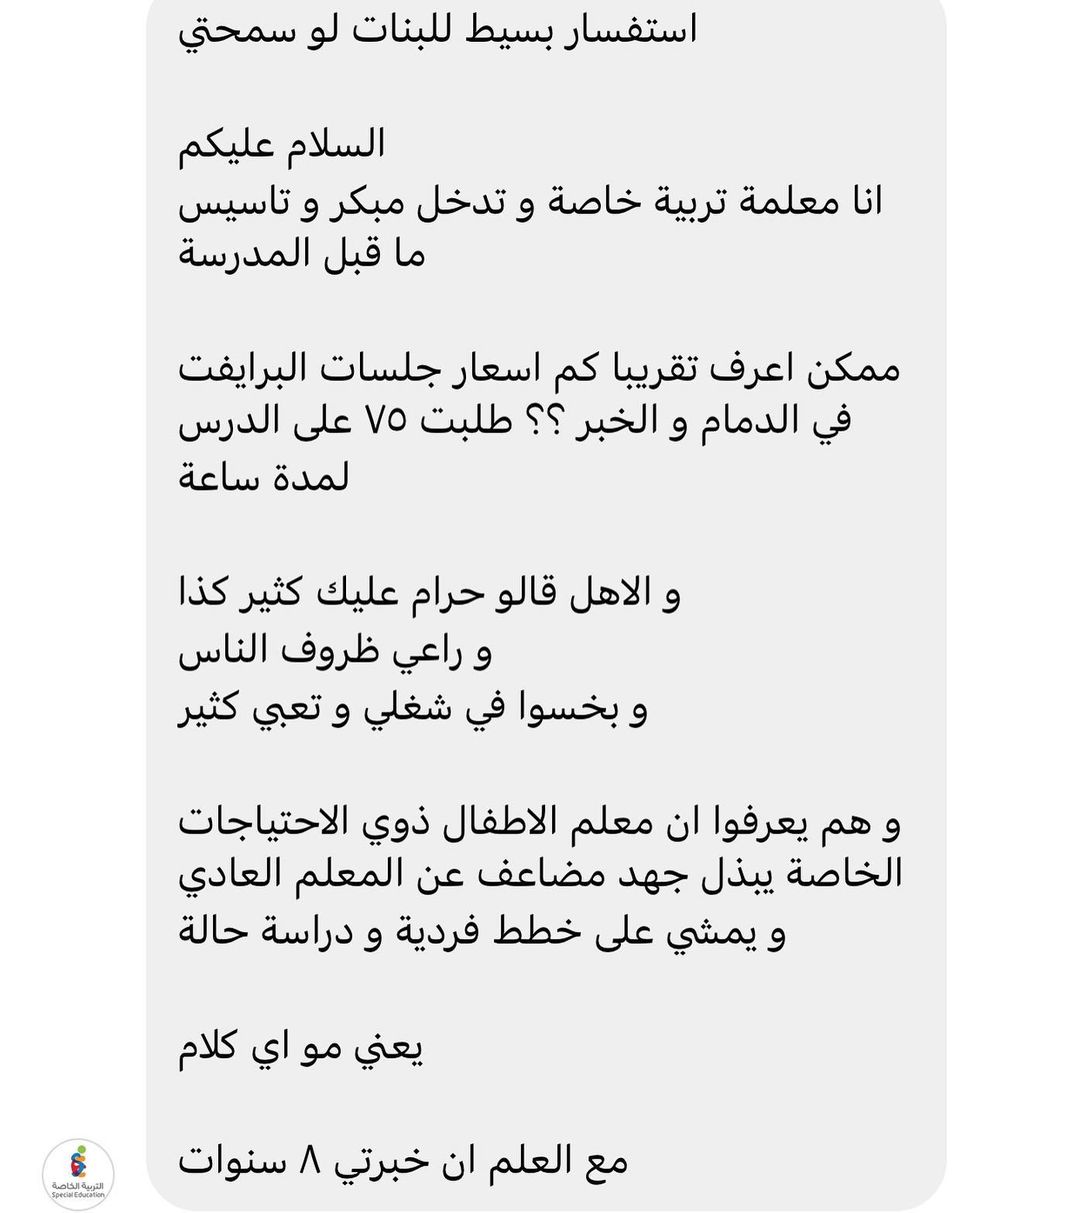 استفسار بسيط للبنات لو سمحتي
السلام عليكم
انا معلمة تربية خاصة و تدخل مبكر و تاسيس
ما قبل المدرسة
ممكن اعرف تقريبا كم اسعار جلسات البرايفت
في الدمام و الخبر ؟؟ طلبت ٧٥ على الدرس
لمدة ساعة
و الاهل قالو حرام عليك كثير كذا
و راعي ظروف الناس
و بخسوا في شغلي و تعبي كثير
و هم يعرفوا ان معلم الاطفال ذوي الاحتياجات
الخاصة يبذل جهد مضاعف عن المعلم العادي
و يمشي على خطط فردية و دراسة حالة
يعني مو اي كلام
مع العلم ان خبرتي ٨ سنوات
التربية الخاصة
Special Education